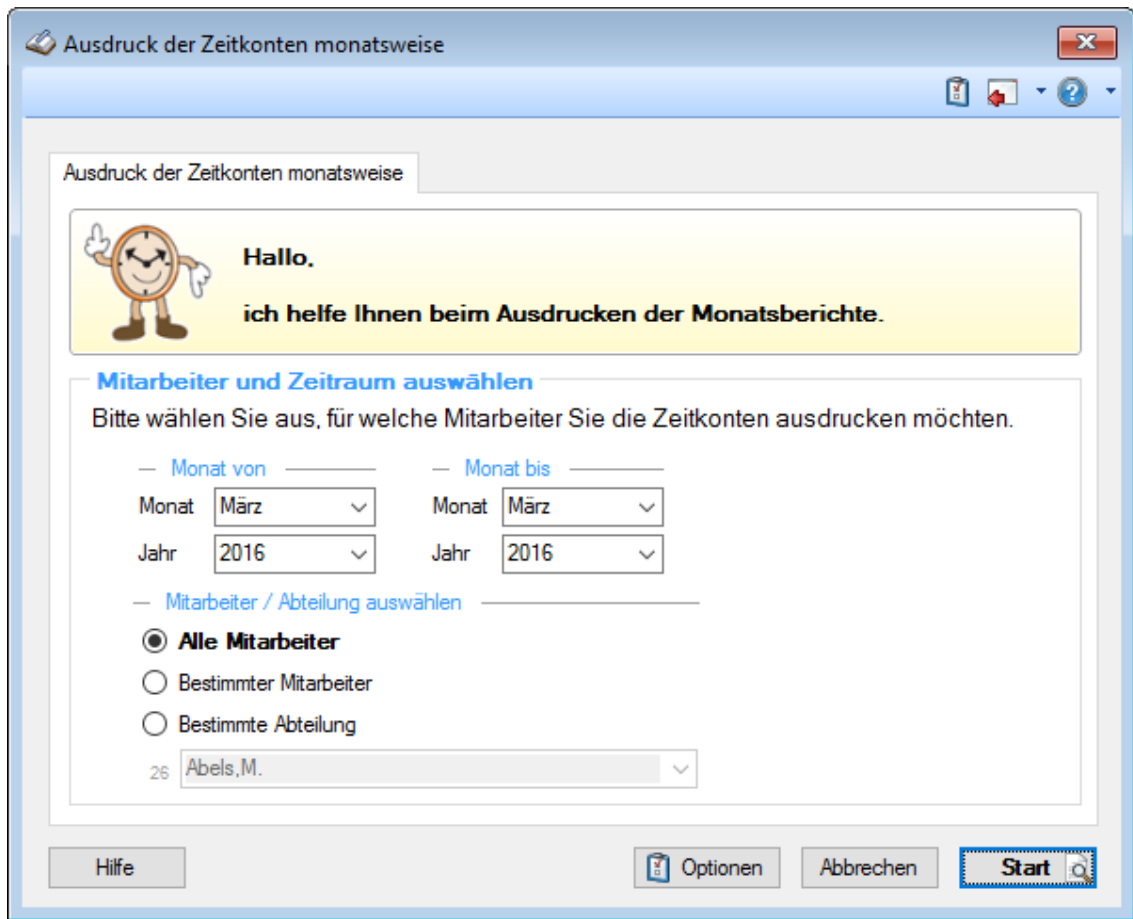 Ausdruck der Zeitkonten monatsweise
Ausdruck der Zeitkonten monatsweise
Hallo,
ich helfe Ihnen beim Ausdrucken der Monatsberichte.
Mitarbeiter und Zeitraum auswählen
Bitte wählen Sie aus, für welche Mitarbeiter Sie die Zeitkonten ausdrucken möchten.
Monat von Monat bis
Monat März Monat März
Jahr 2016 Jahr 2016
Mitarbeiter / Abteilung auswählen
Alle Mitarbeiter
Bestimmter Mitarbeiter
Bestimmte Abteilung
26 Abels,M.
Hilfe Optionen Abbrechen Start